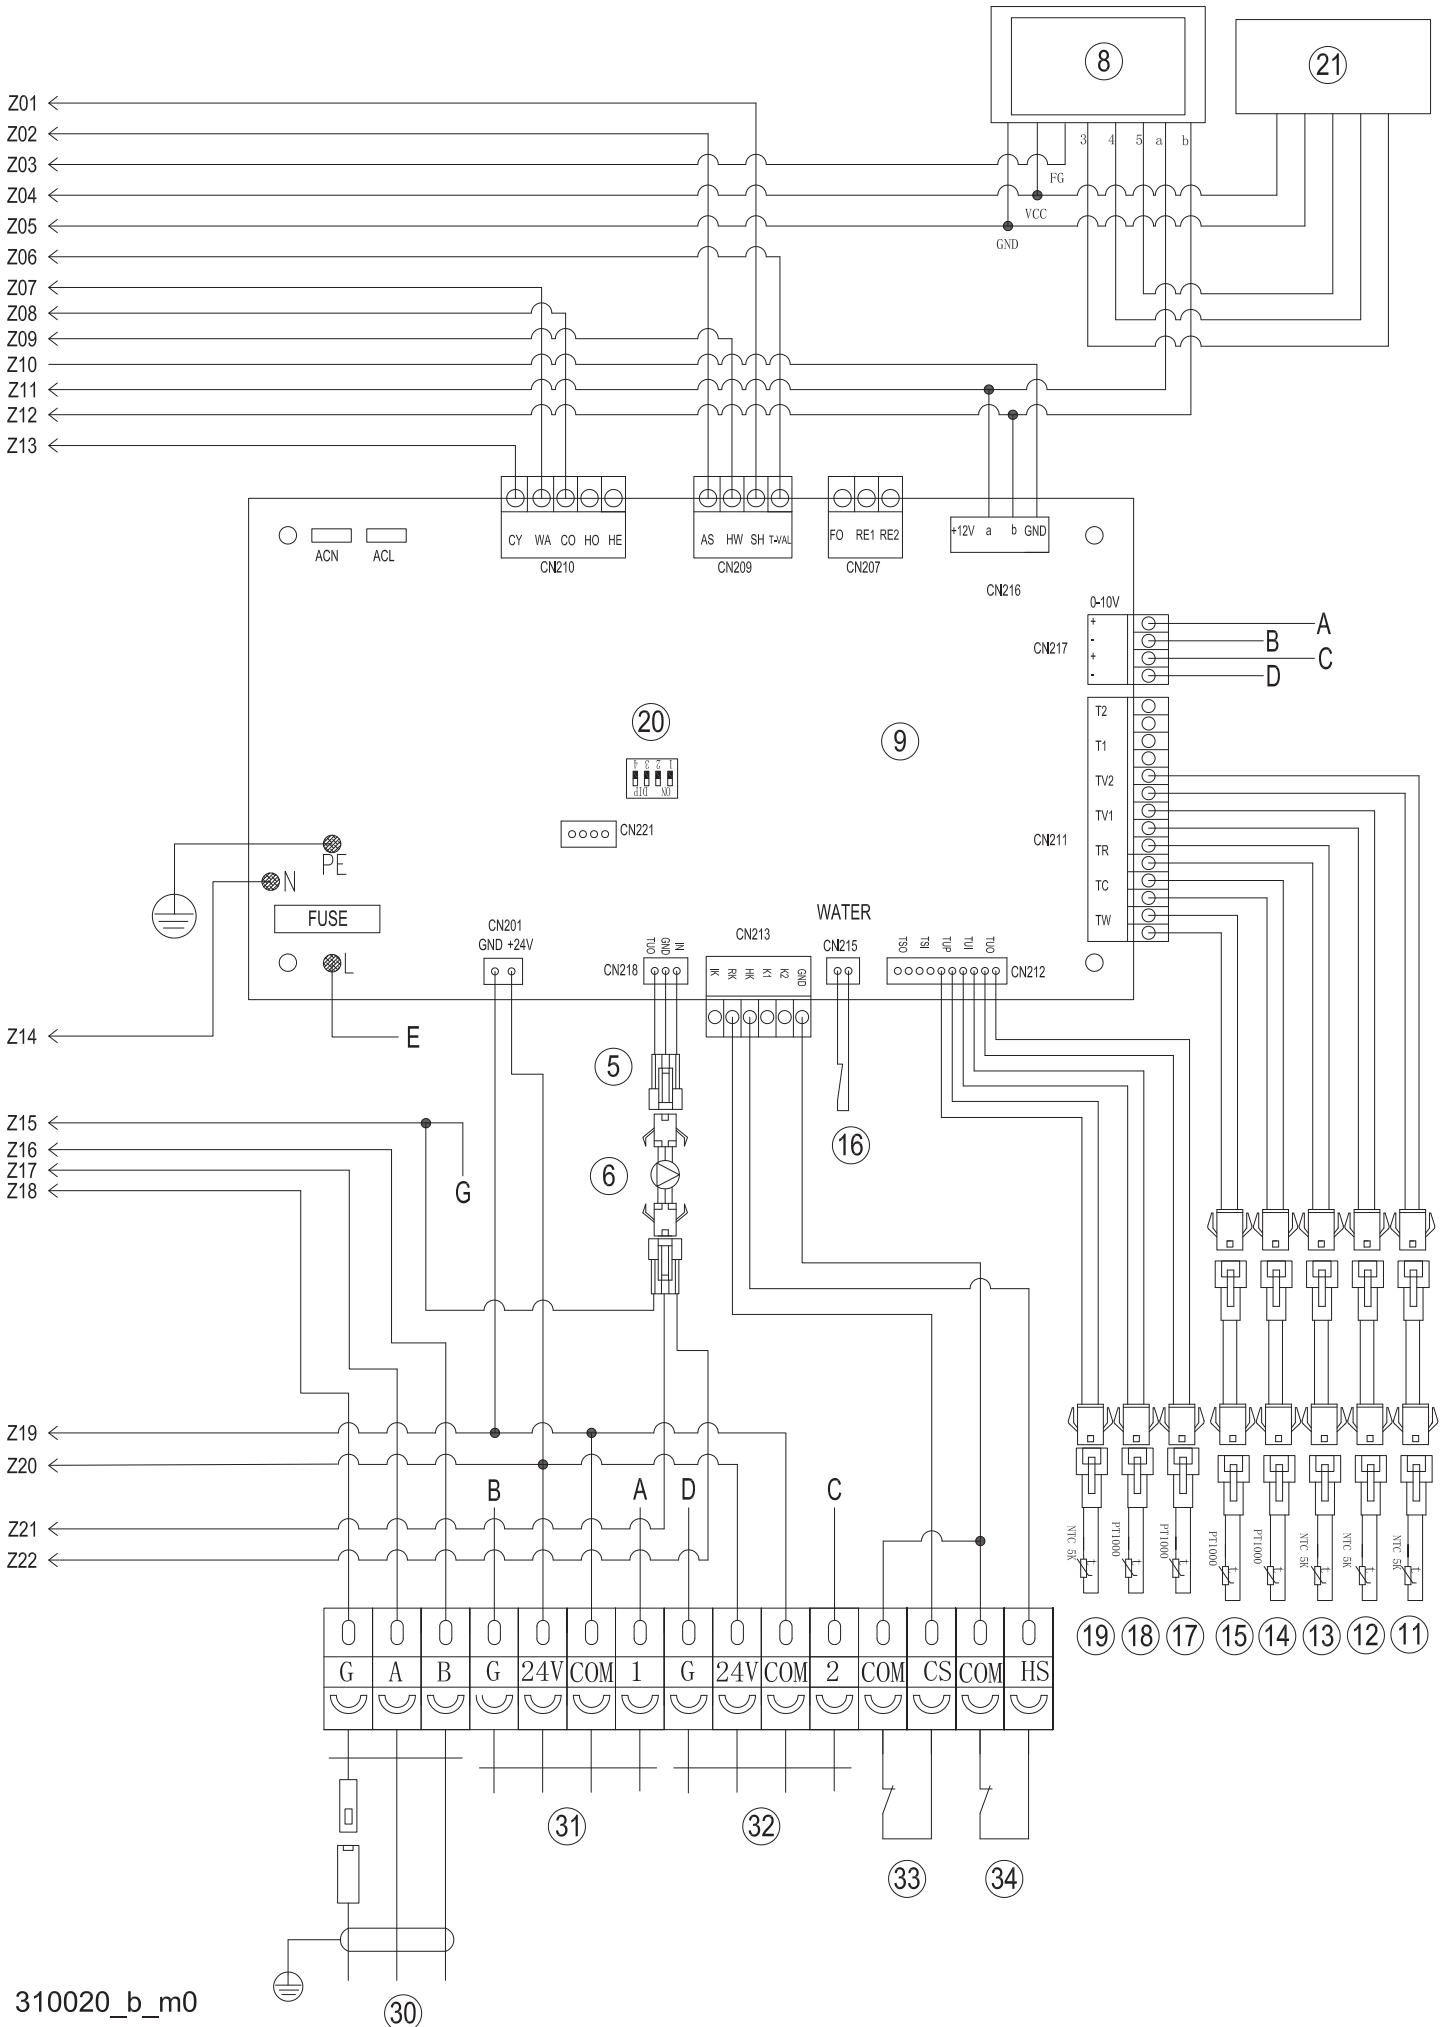 8
21
Z01
Z02
Z03
Z04
Z05
Z06
Z07
Z08
Z09
Z10
Z11
Z12
Z13
3 4 5 a b
FG
VCC
GND
CY WA CO HO HE
CN210
AS HW SH T-VAL
CN209
FO RE1 RE2
CN207
+12V a b GND
CN216
ACN ACL
0-10V
+
-
+
-
CN217
A
B
C
D
20
9
4 3 2 1
DIP ON
CN221
T2
T1
TV2
TV1
TR
TC
TW
CN211
PE
N
FUSE
L
E
CN201
GND +24V
CN218
TUO GND IN
CN213
IK RK HK K1 K2 GND
WATER
CN215
TSO TSI TUP TUI TUO
CN212
Z14
Z15
Z16
Z17
Z18
G
5
6
16
Z19
Z20
Z21
Z22
B A D C
NTC 5K PT1000 PT1000 PT1000 PT1000 NTC 5K NTC 5K NTC 5K
19 18 17 15 14 13 12 11
G A B G 24V COM 1 G 24V COM 2 COM CS COM HS
31 32
33 34
30
310020_b_m0